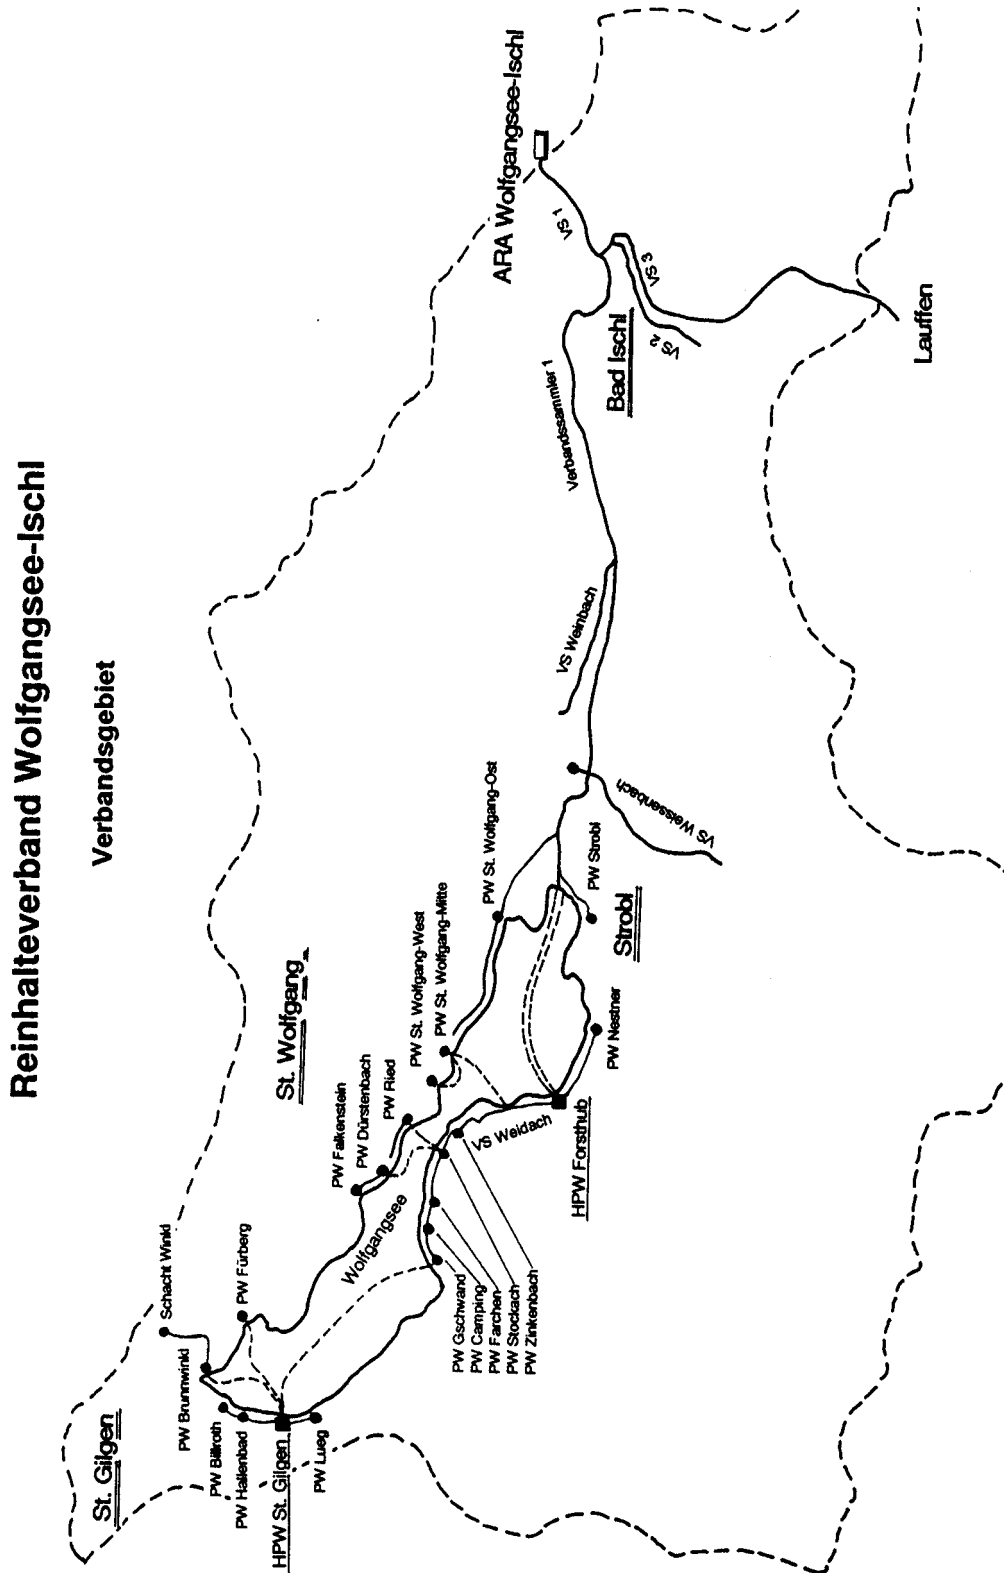 Reinhalteverband Wolfgangsee-Ischl
Verbandsgebiet
St. Gilgen
Schacht Winkl
PW Brunnwinkl
PW Fürberg
PW Billroth
PW Hallenbad
HPW St. Gilgen
PW Lueg
St. Wolfgang
PW Falkenstein
PW Dürstenbach
PW Ried
PW St. Wolfgang-West
PW St. Wolfgang-Mitte
PW St. Wolfgang-Ost
Wolfgangsee
PW Gschwand
PW Camping
PW Farchen
PW Stockach
PW Zinkenbach
VS Weidach
HPW Forsthub
PW Nestner
Strobl
PW Strobl
VS Weissenbach
VS Weinbach
Verbandssammler 1
Bad Ischl
VS 1
VS 2
VS 3
ARA Wolfgangsee-Ischl
Lauffen